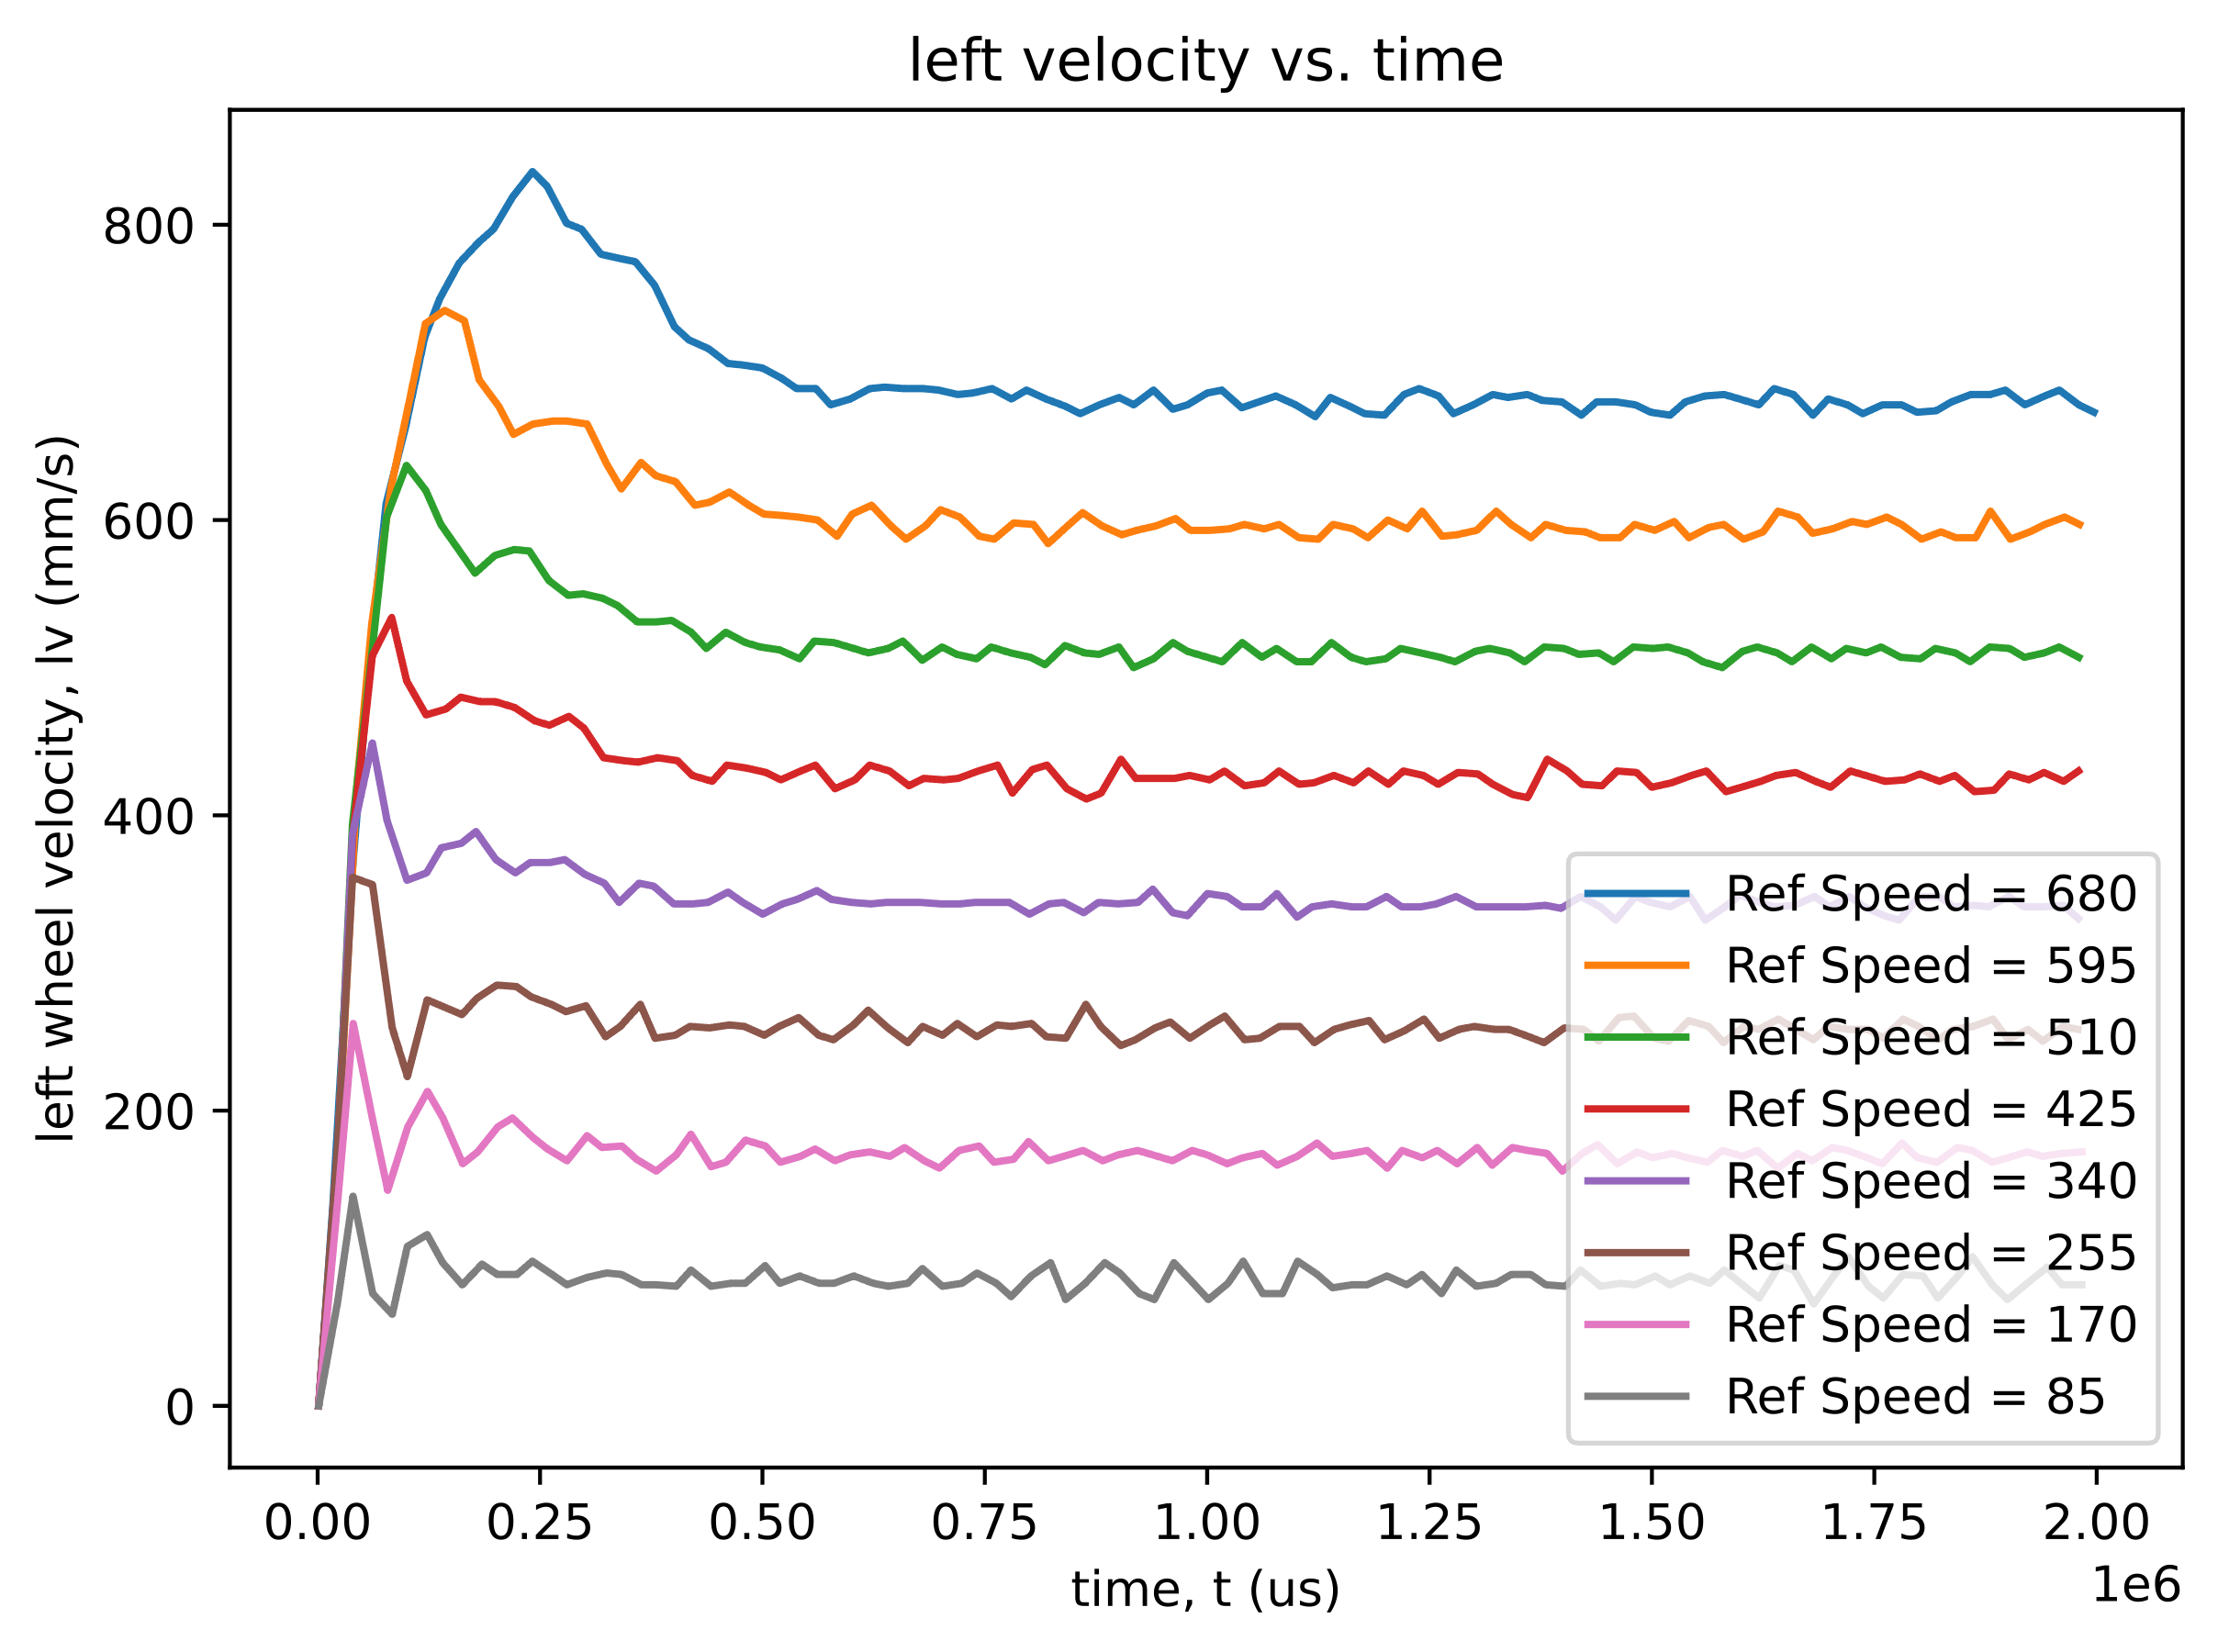 left velocity vs. time
left wheel velocity, lv (mm/s)
800
600
400
200
0
Ref Speed = 680
Ref Speed = 595
Ref Speed = 510
Ref Speed = 425
Ref Speed = 340
Ref Speed = 255
Ref Speed = 170
Ref Speed = 85
0.00 0.25 0.50 0.75 1.00 1.25 1.50 1.75 2.00
1e6
time, t (us)